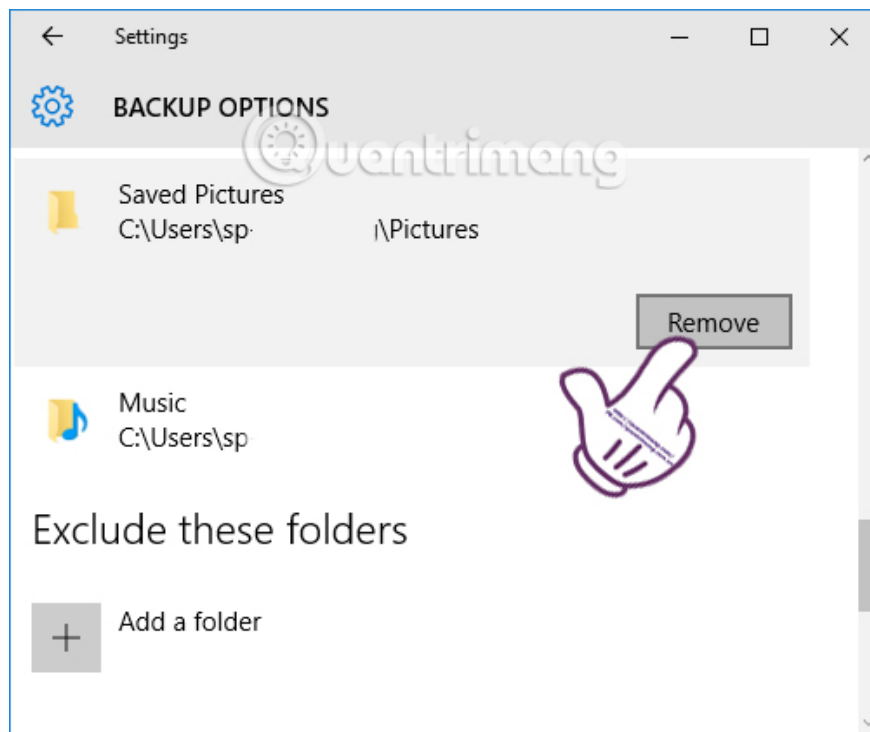 Settings
BACKUP OPTIONS
Quantrimang
Saved Pictures
C:\Users\sp
\Pictures
Remove
Music
C:\Users\sp
Exclude these folders
Add a folder